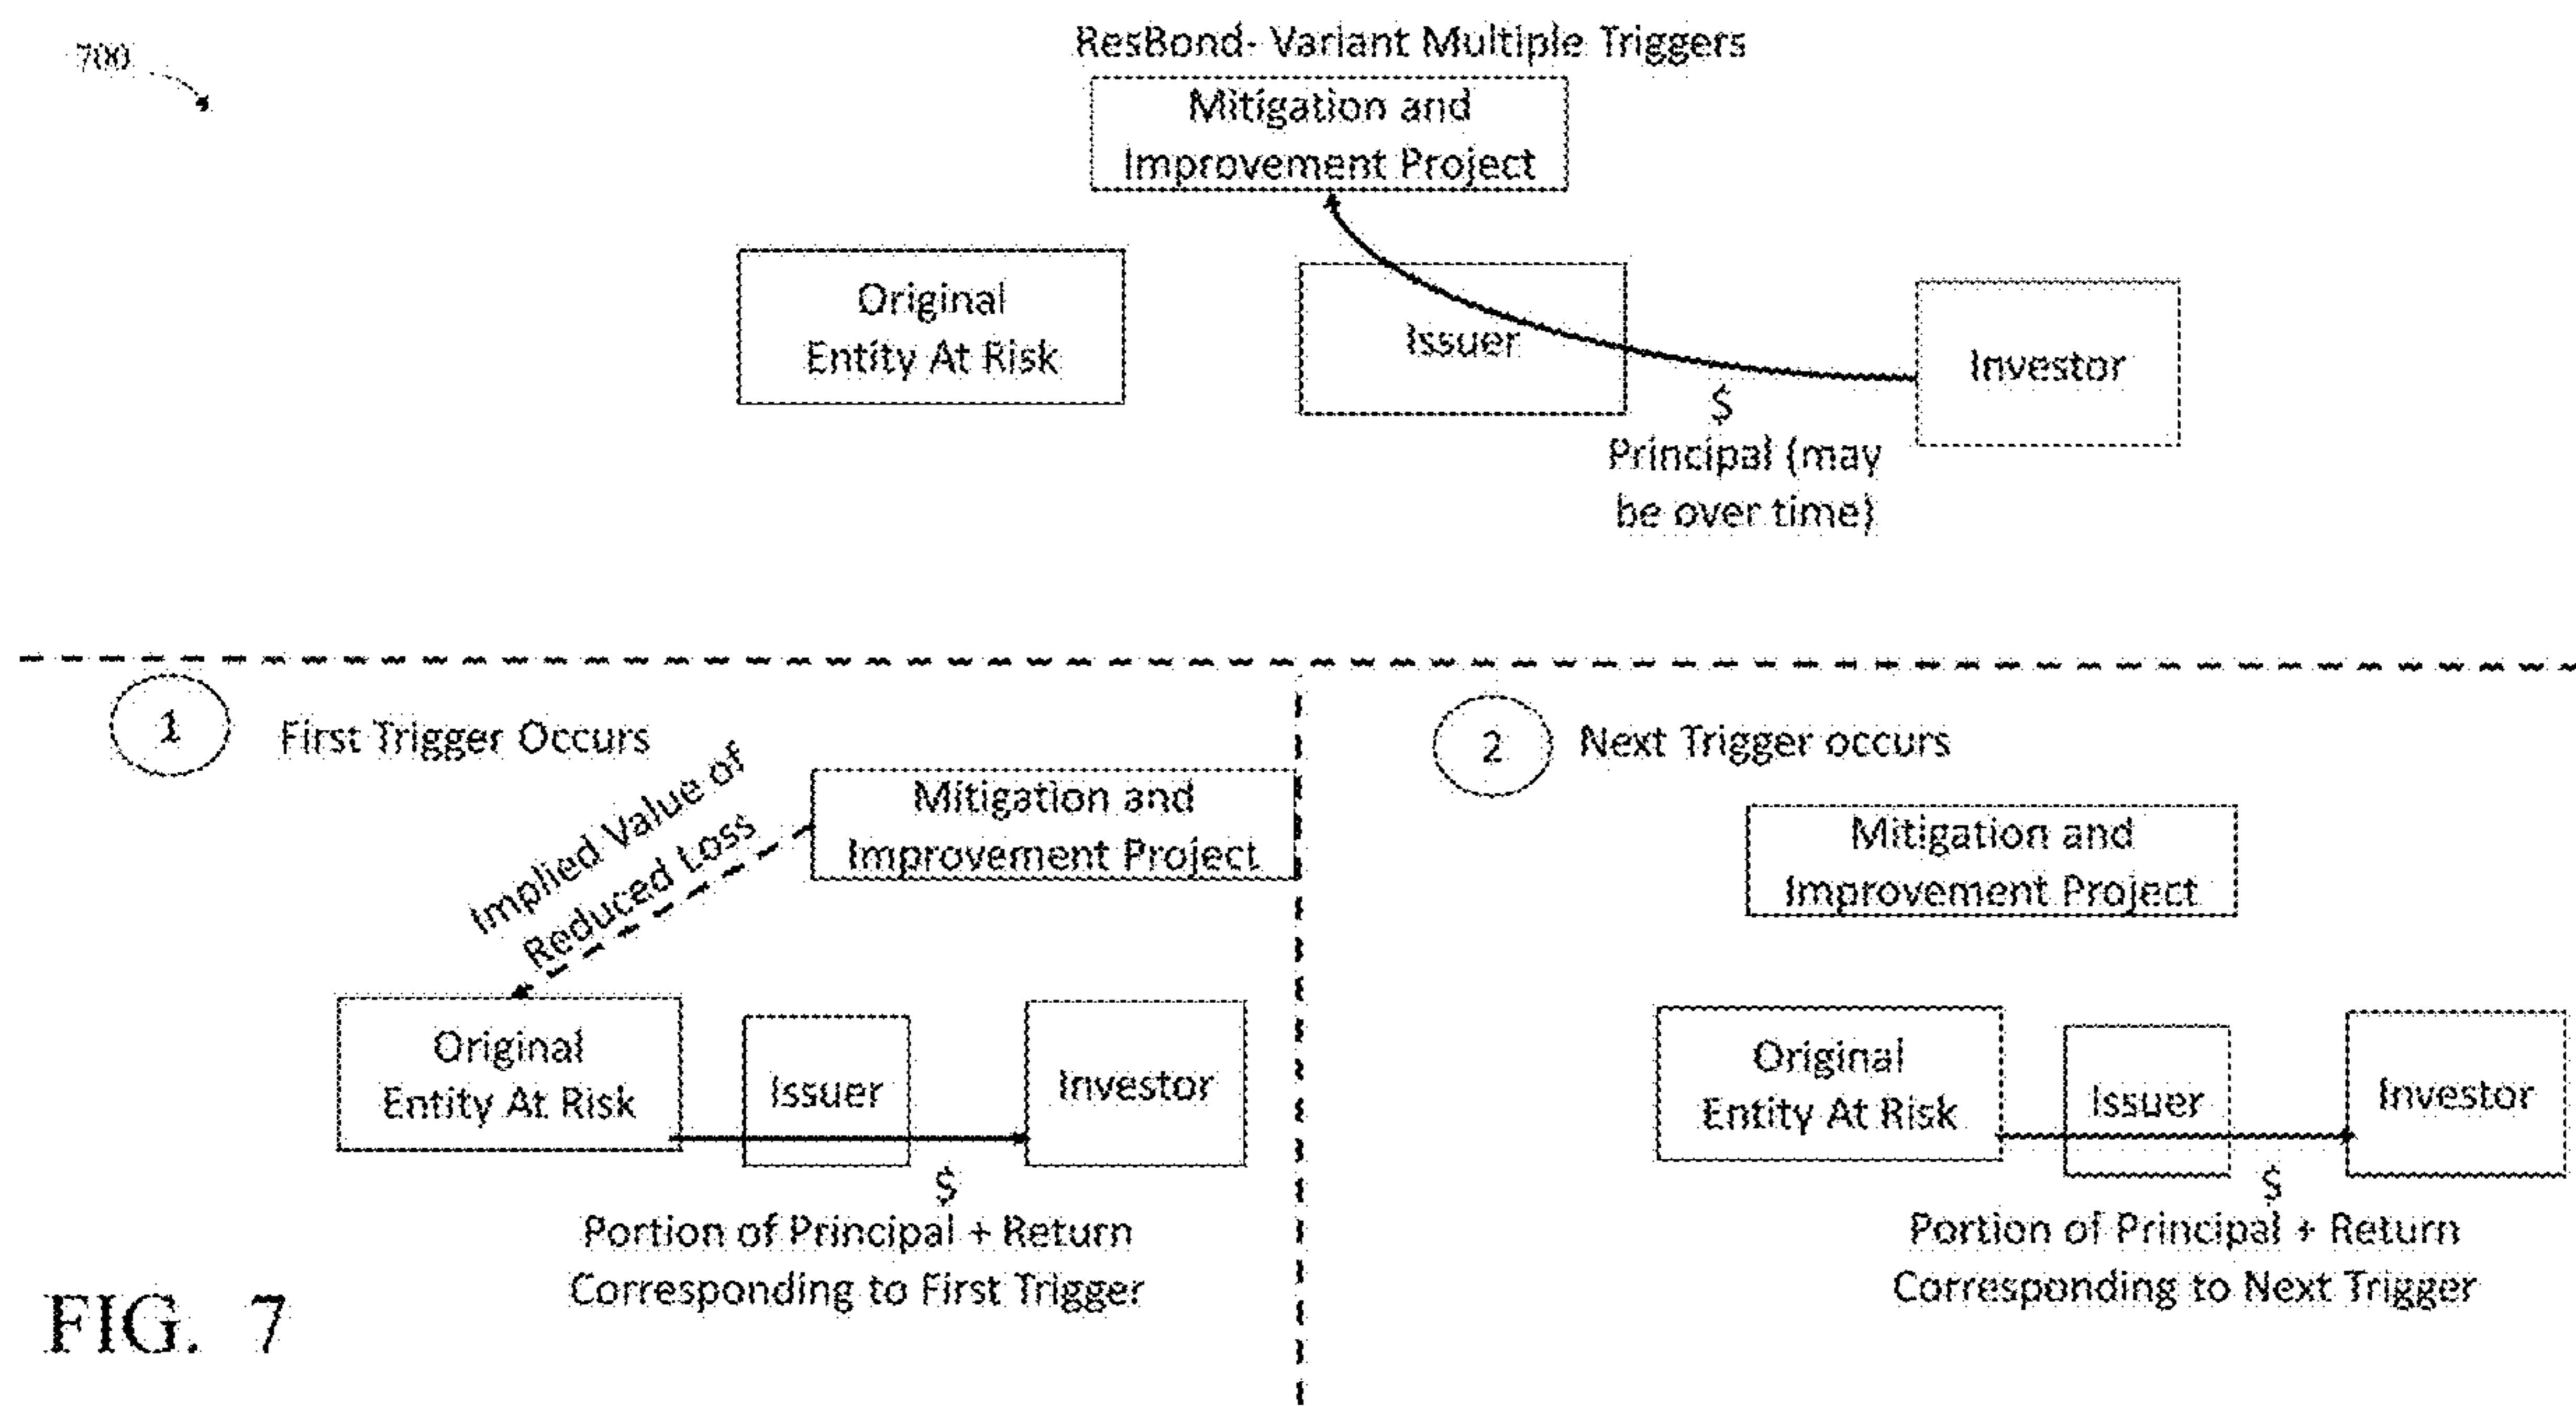 700
ResBond- Variant Multiple Triggers
Mitigation and
Improvement Project
Original
Entity At Risk
Issuer
Investor
$
Principal (may
be over time)
1
First Trigger Occurs
Implied Value of
Reduced Loss
Mitigation and
Improvement Project
Original
Entity At Risk
Issuer
Investor
$
Portion of Principal + Return
Corresponding to First Trigger
2
Next Trigger occurs
Mitigation and
Improvement Project
Original
Entity At Risk
Issuer
Investor
$
Portion of Principal + Return
Corresponding to Next Trigger
FIG. 7